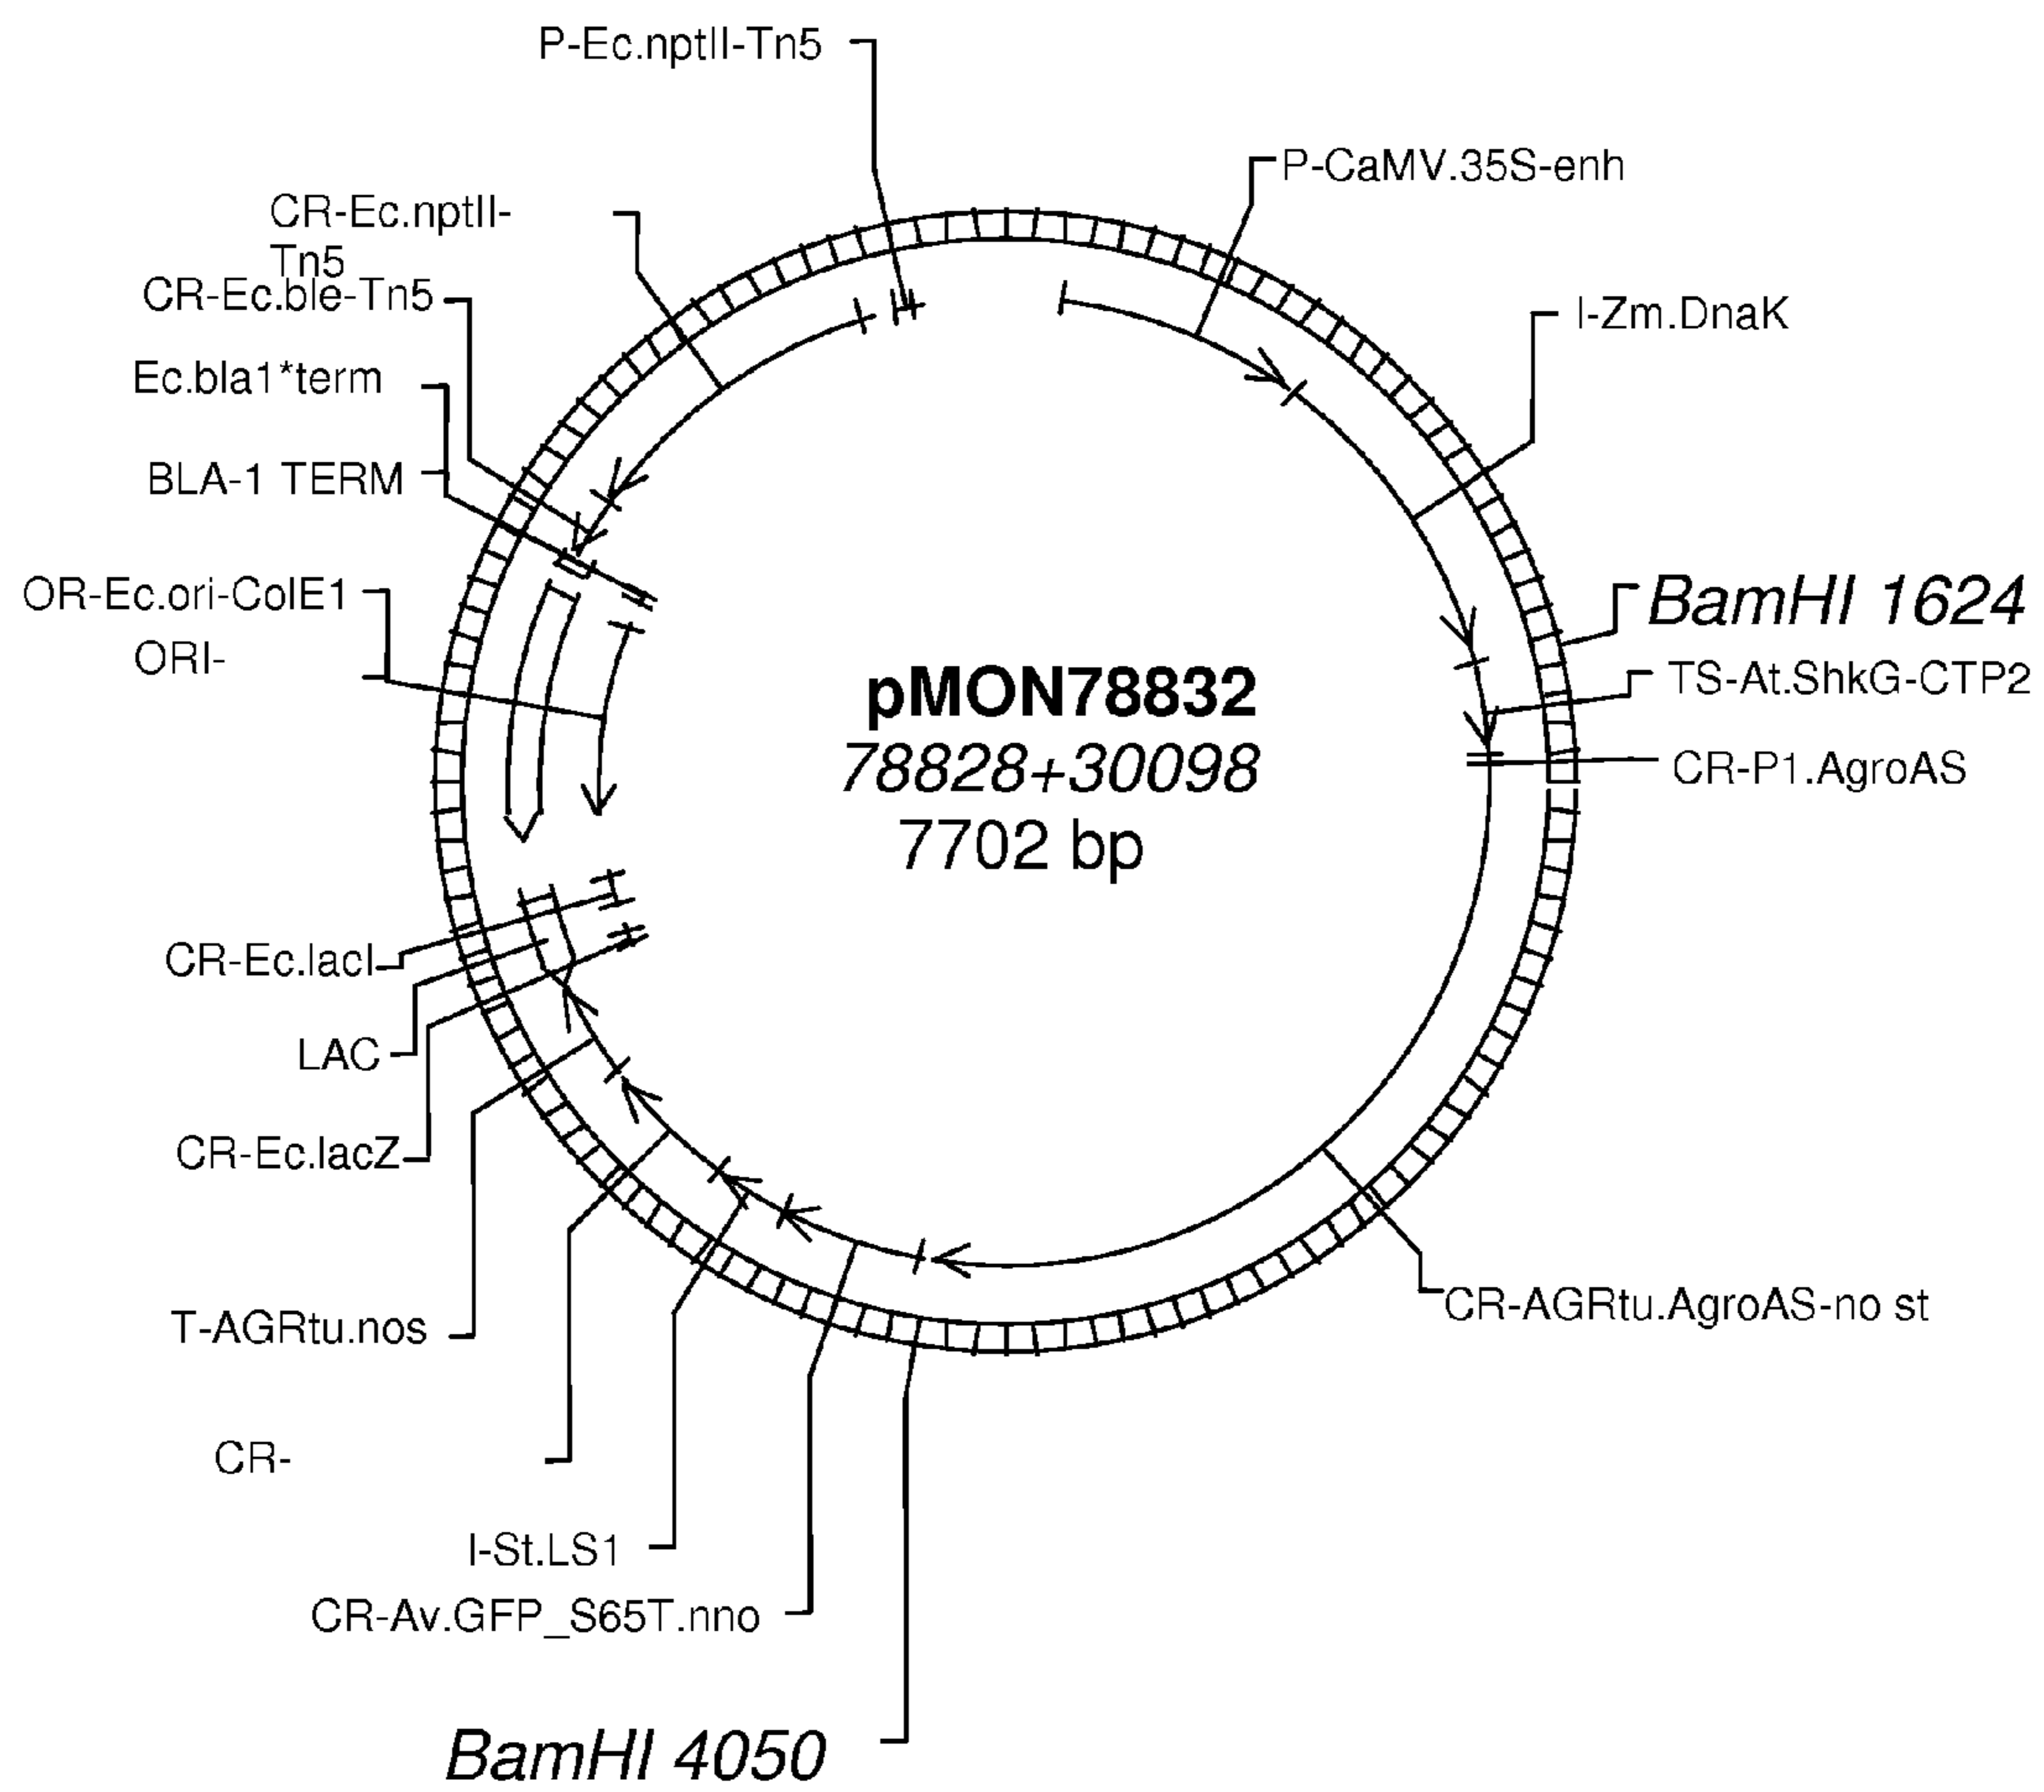 P-Ec.nptII-Tn5
P-CaMV.35S-enh
CR-Ec.nptII-
Tn5
CR-Ec.ble-Tn5
I-Zm.DnaK
Ec.bla1*term
BLA-1 TERM
OR-Ec.ori-ColE1
BamHI 1624
ORI-
TS-At.ShkG-CTP2
pMON78832
78828+30098
7702 bp
CR-P1.AgroAS
CR-Ec.lacI
LAC
CR-Ec.lacZ
T-AGRtu.nos
CR-AGRtu.AgroAS-no st
CR-
I-St.LS1
CR-Av.GFP_S65T.nno
BamHI 4050